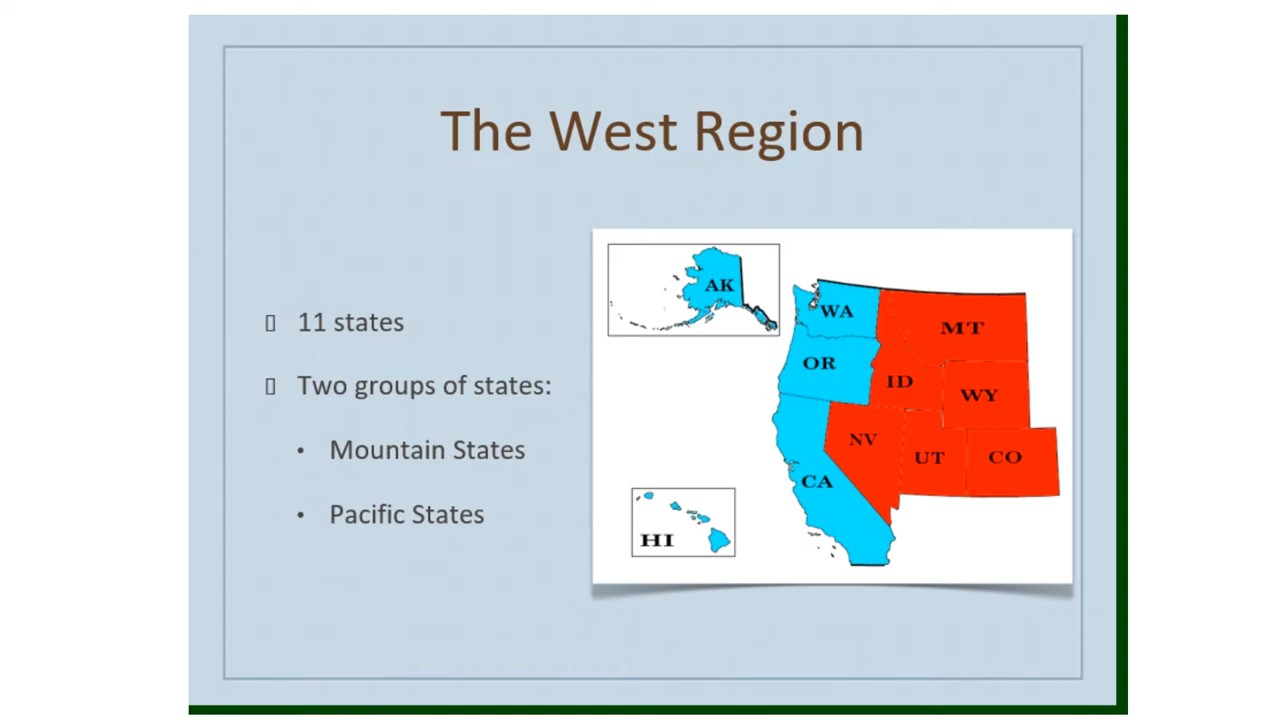 The West Region
11 states
Two groups of states:
• Mountain States
• Pacific States
AK
WA
MT
OR
ID
WY
NV
UT
CO
CA
HI